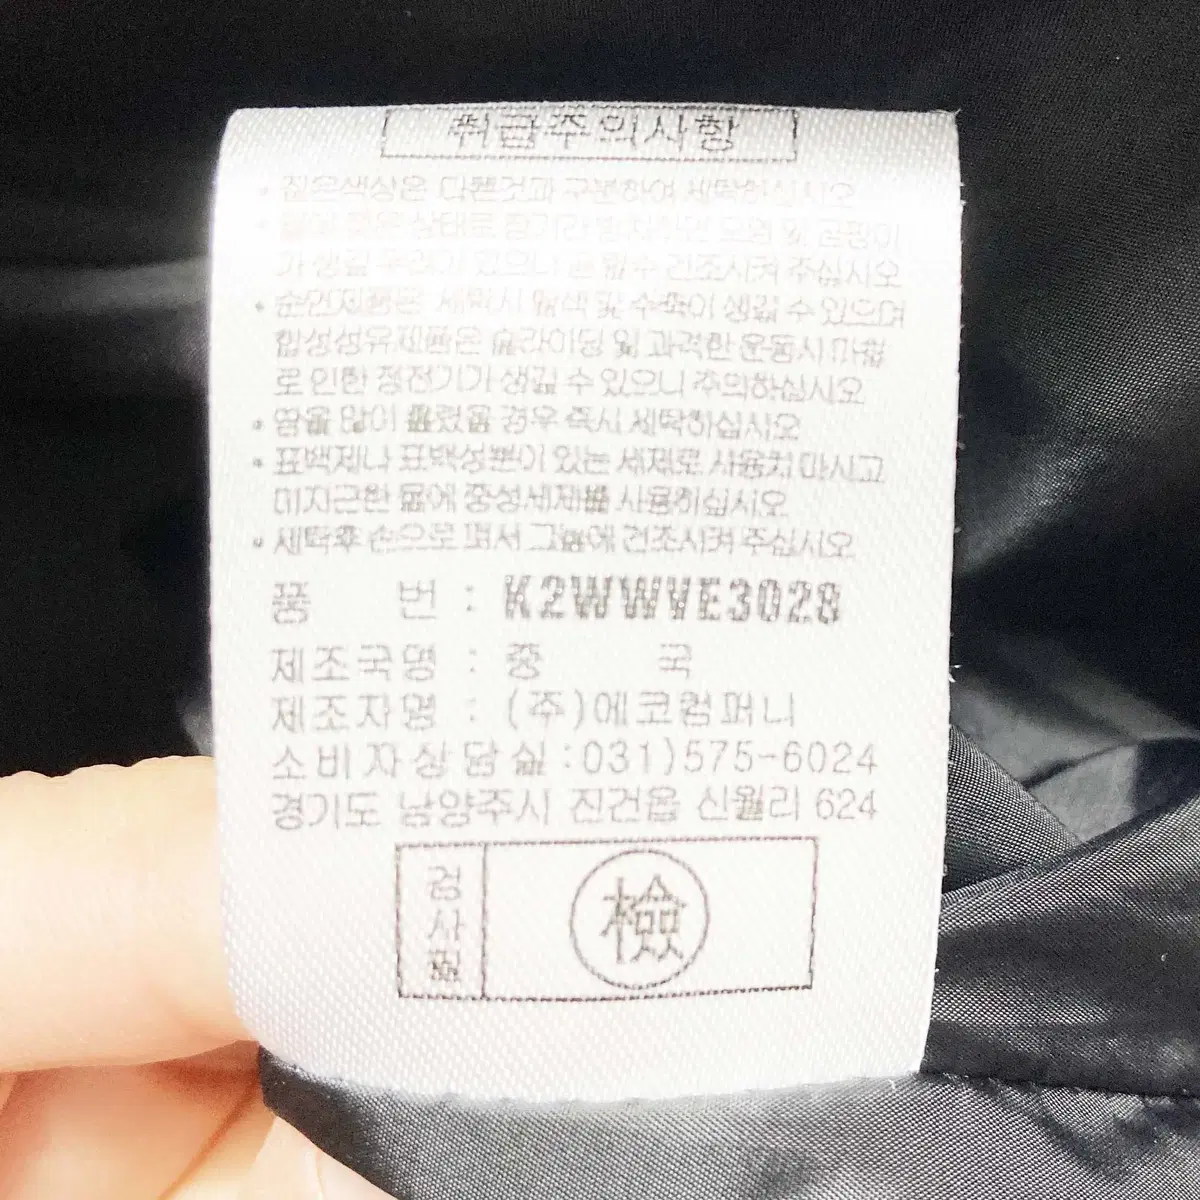 취급주의사항
• 짙은색상은 다른것과 구분하여 세탁하십시오
• 물에 젖은 상태로 장기간 방치하면 오염 및 곰팡이
가 생길 우려가 있으니 건조시켜 주십시오
• 순면제품은 세탁시 탈색 및 수축이 생길 수 있으며
합성섬유제품은 슬라이딩 및 과격한 운동시 마찰
로 인한 정전기가 생길 수 있으니 주의하십시오
• 땀을 많이 흘렸을 경우 즉시 세탁하십시오
• 표백제나 표백성분이 있는 세제로 사용치 마시고
미지근한 물에 중성세제를 사용하십시오
• 세탁후 손으로 펴서 그늘에 건조시켜 주십시오
품 번 : K2WWVE3028
제조국명 : 중 국
제조자명 : (주)에코컴퍼니
소비자상담실:031)575-6024
경기도 남양주시 진건읍 신월리 624
검사필
檢